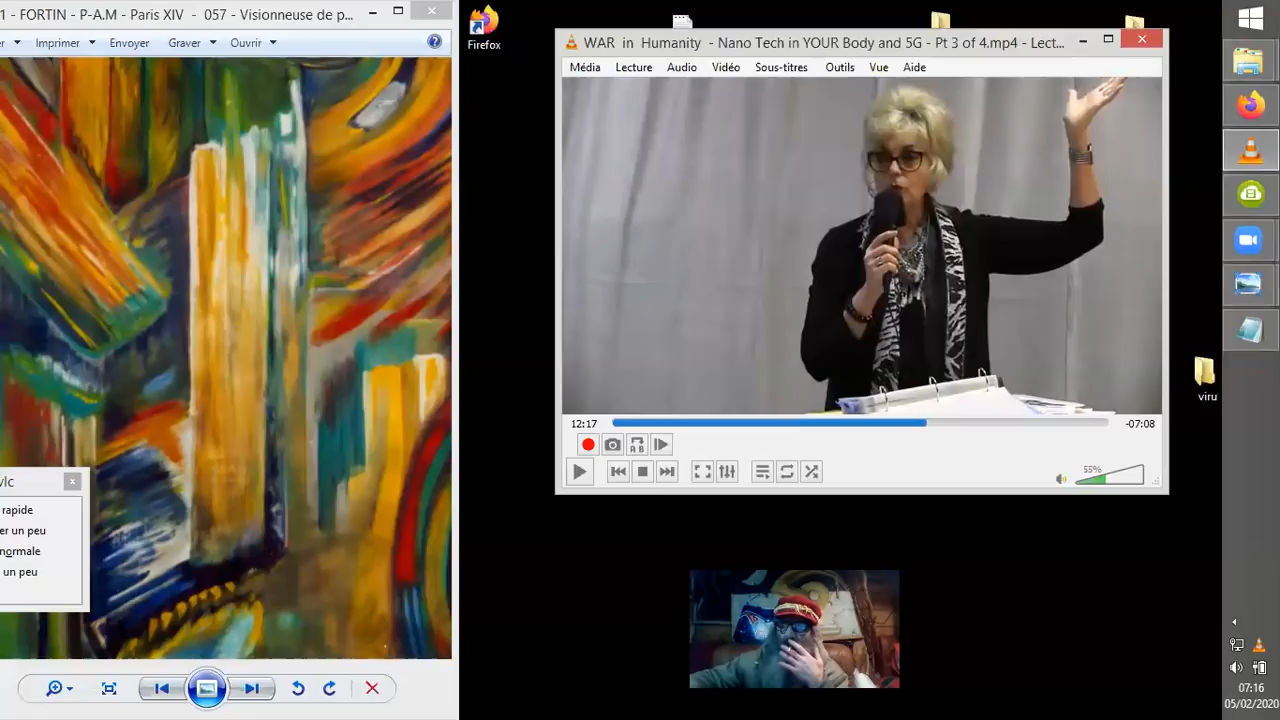 1 - FORTIN - P-A-M - Paris XIV - 057 - Visionneuse de p...
Imprimer Envoyer Graver Ouvrir
rapide
er un peu
normale
un peu
Firefox
WAR in Humanity - Nano Tech in YOUR Body and 5G - Pt 3 of 4.mp4 - Lect...
Média Lecture Audio Vidéo Sous-titres Outils Vue Aide
12:17
-07:08
A B
55%
viru
07:16
05/02/2020